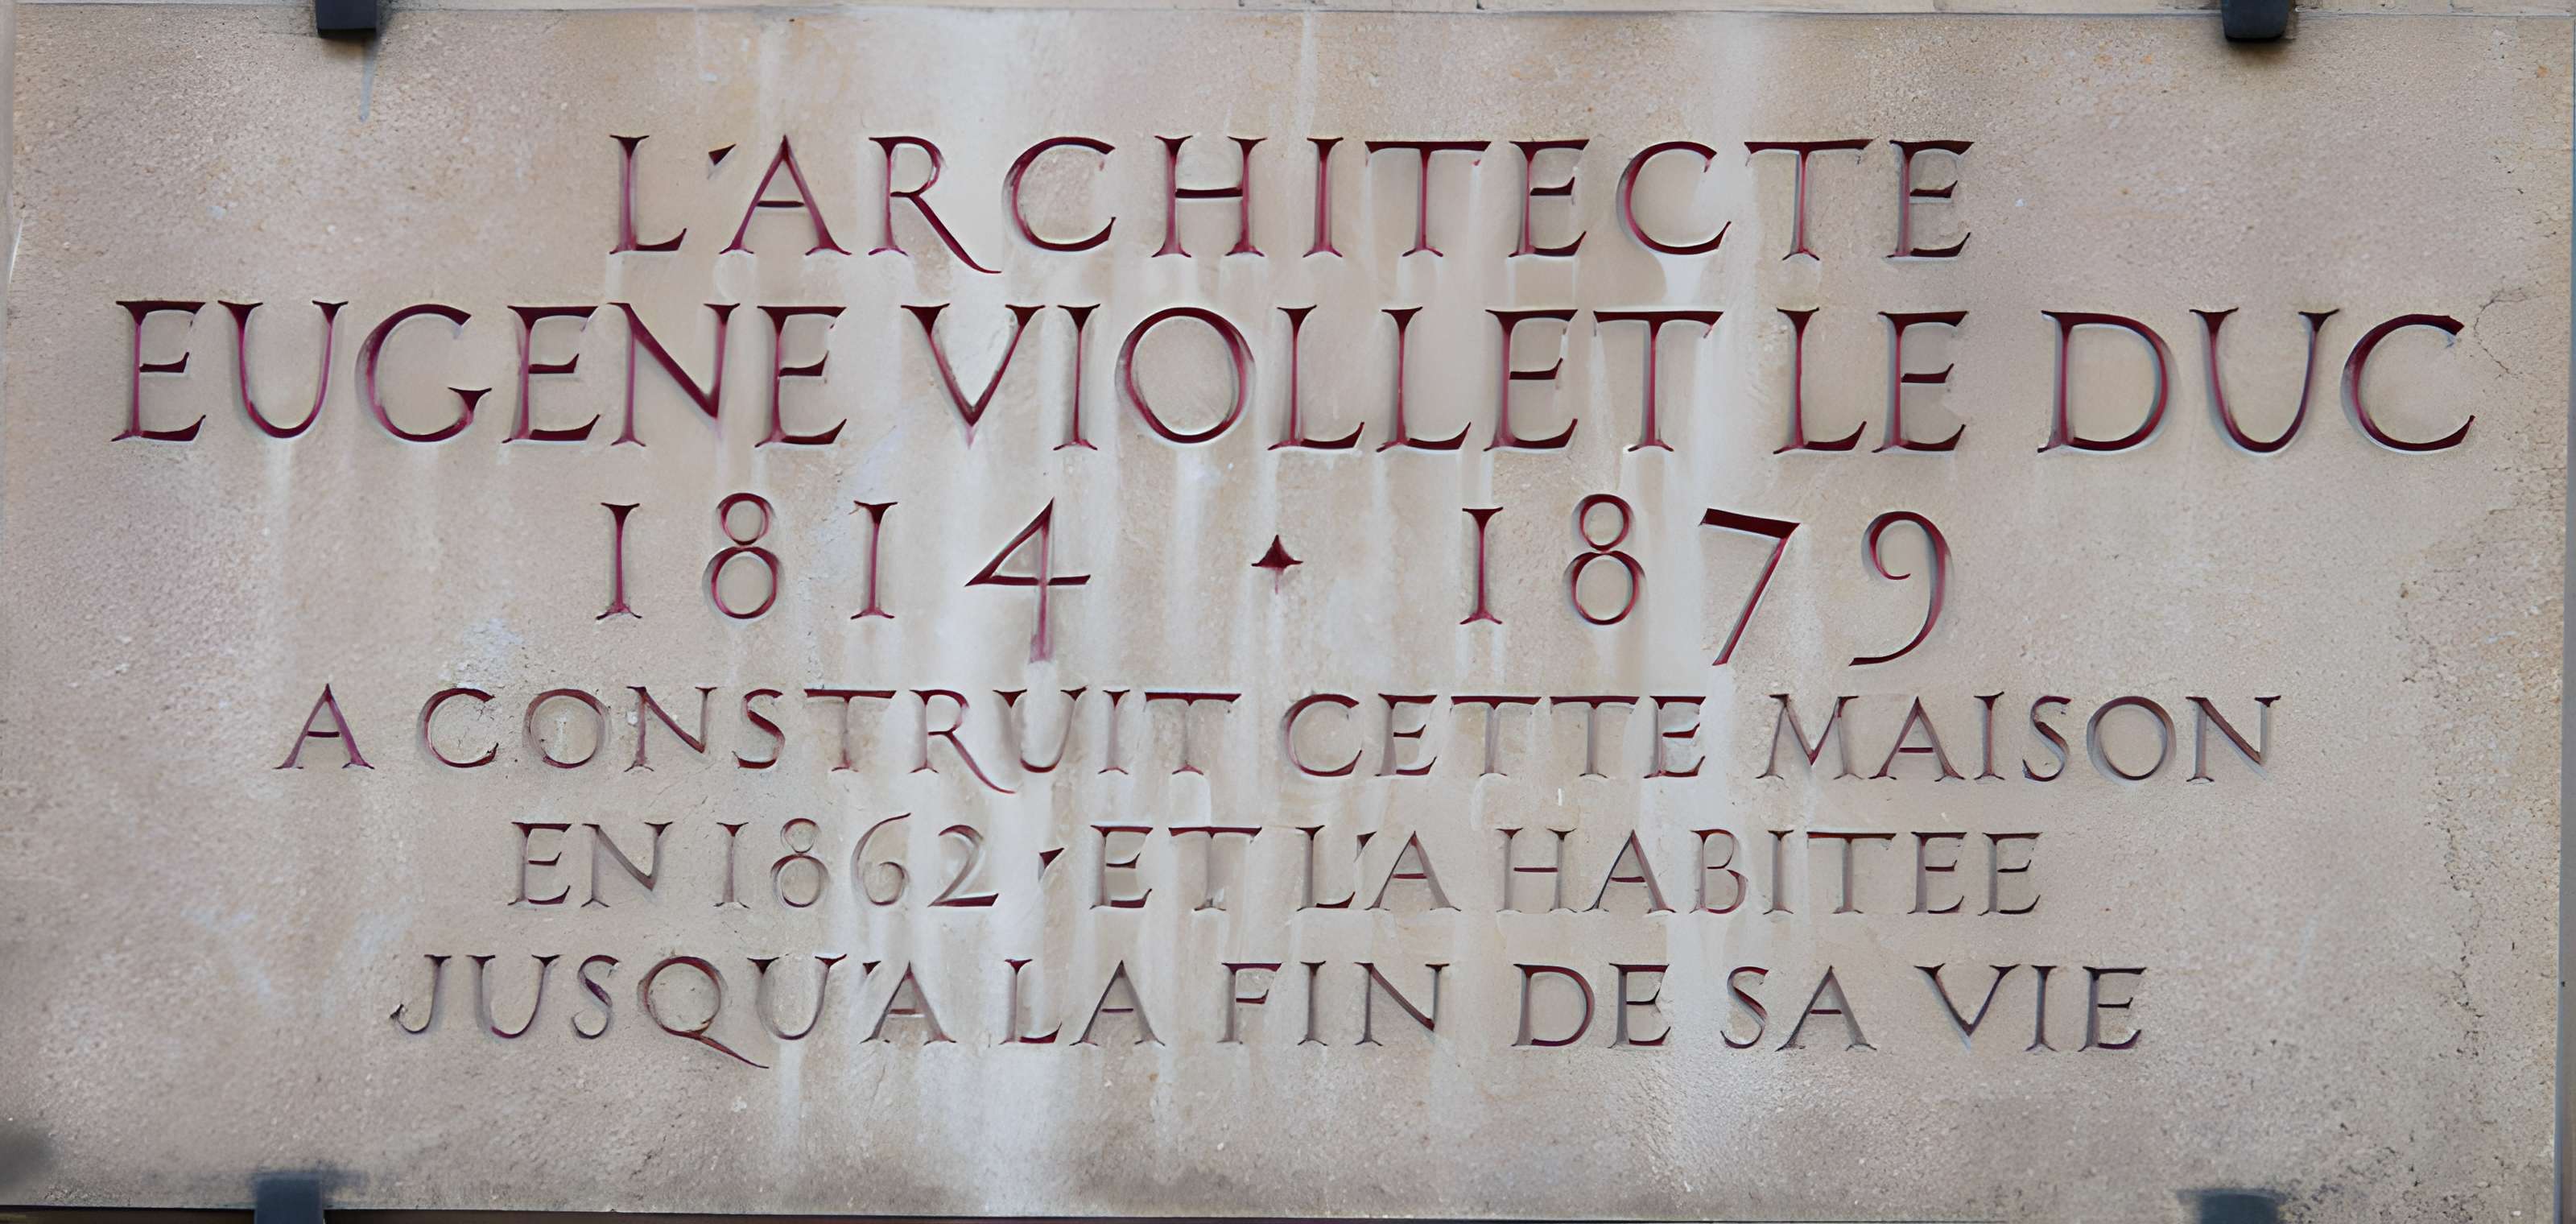 L'ARCHITECTE
EUGENE VIOLLET LE DUC
1814 ✦ 1879
A CONSTRUIT CETTE MAISON
EN 1862 ' ET L'A HABITEE
JUSQU'A LA FIN DE SA VIE